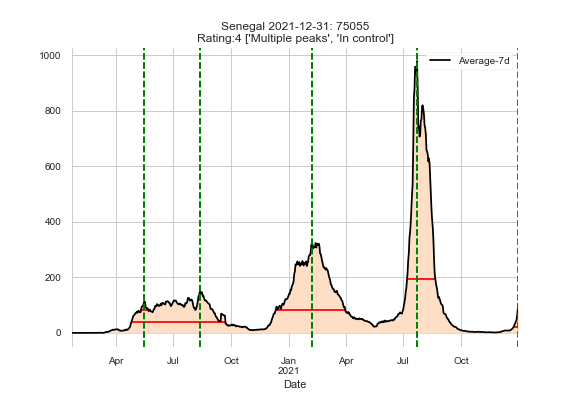 Senegal 2021-12-31: 75055
Rating:4 ['Multiple peaks', 'In control']
Average-7d
1000
800
600
400
200
0
Apr Jul Oct Jan Apr Jul Oct
2021
Date